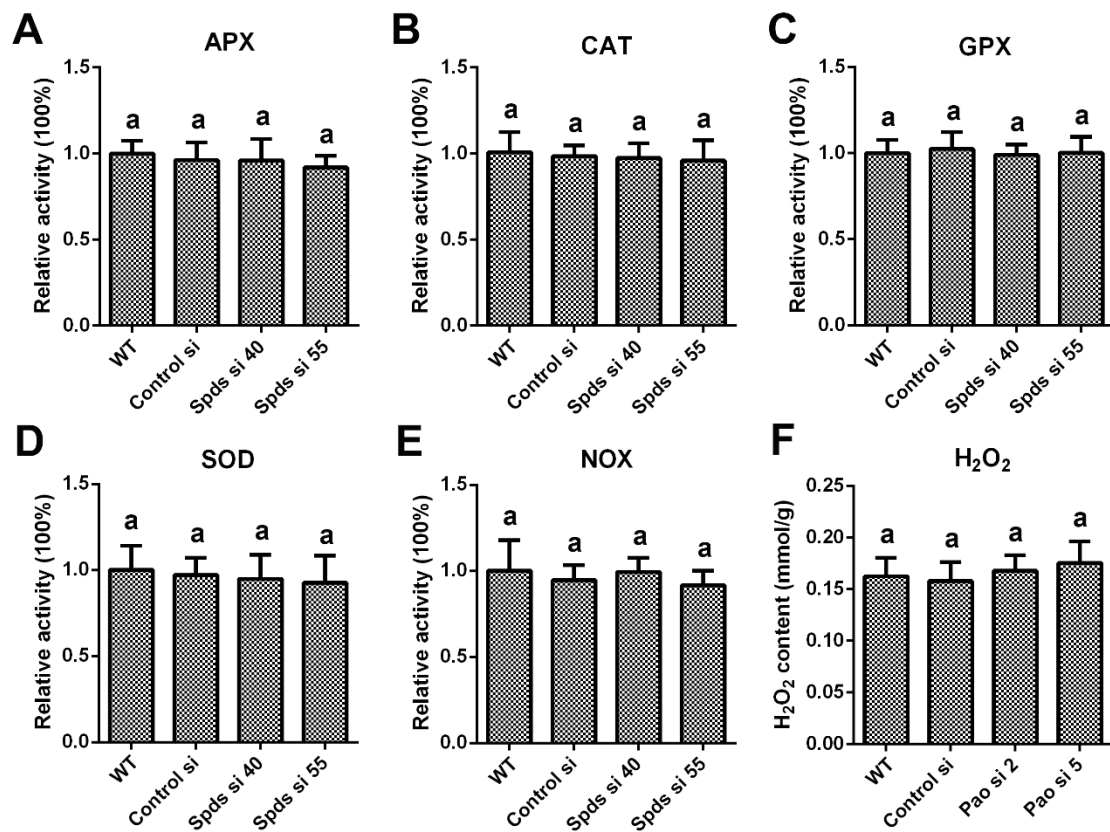 A
APX
Relative activity (100%)
1.5
1.0
0.5
0.0
a a a a
WT
Control si
Spds si 40
Spds si 55
B
CAT
Relative activity (100%)
1.5
1.0
0.5
0.0
a a a a
WT
Control si
Spds si 40
Spds si 55
C
GPX
Relative activity (100%)
1.5
1.0
0.5
0.0
a a a a
WT
Control si
Spds si 40
Spds si 55
D
SOD
Relative activity (100%)
1.5
1.0
0.5
0.0
a a a a
WT
Control si
Spds si 40
Spds si 55
E
NOX
Relative activity (100%)
1.5
1.0
0.5
0.0
a a a a
WT
Control si
Spds si 40
Spds si 55
F
H₂O₂
H₂O₂ content (mmol/g)
0.25
0.20
0.15
0.10
0.05
0.00
a a a a
WT
Control si
Pao si 2
Pao si 5